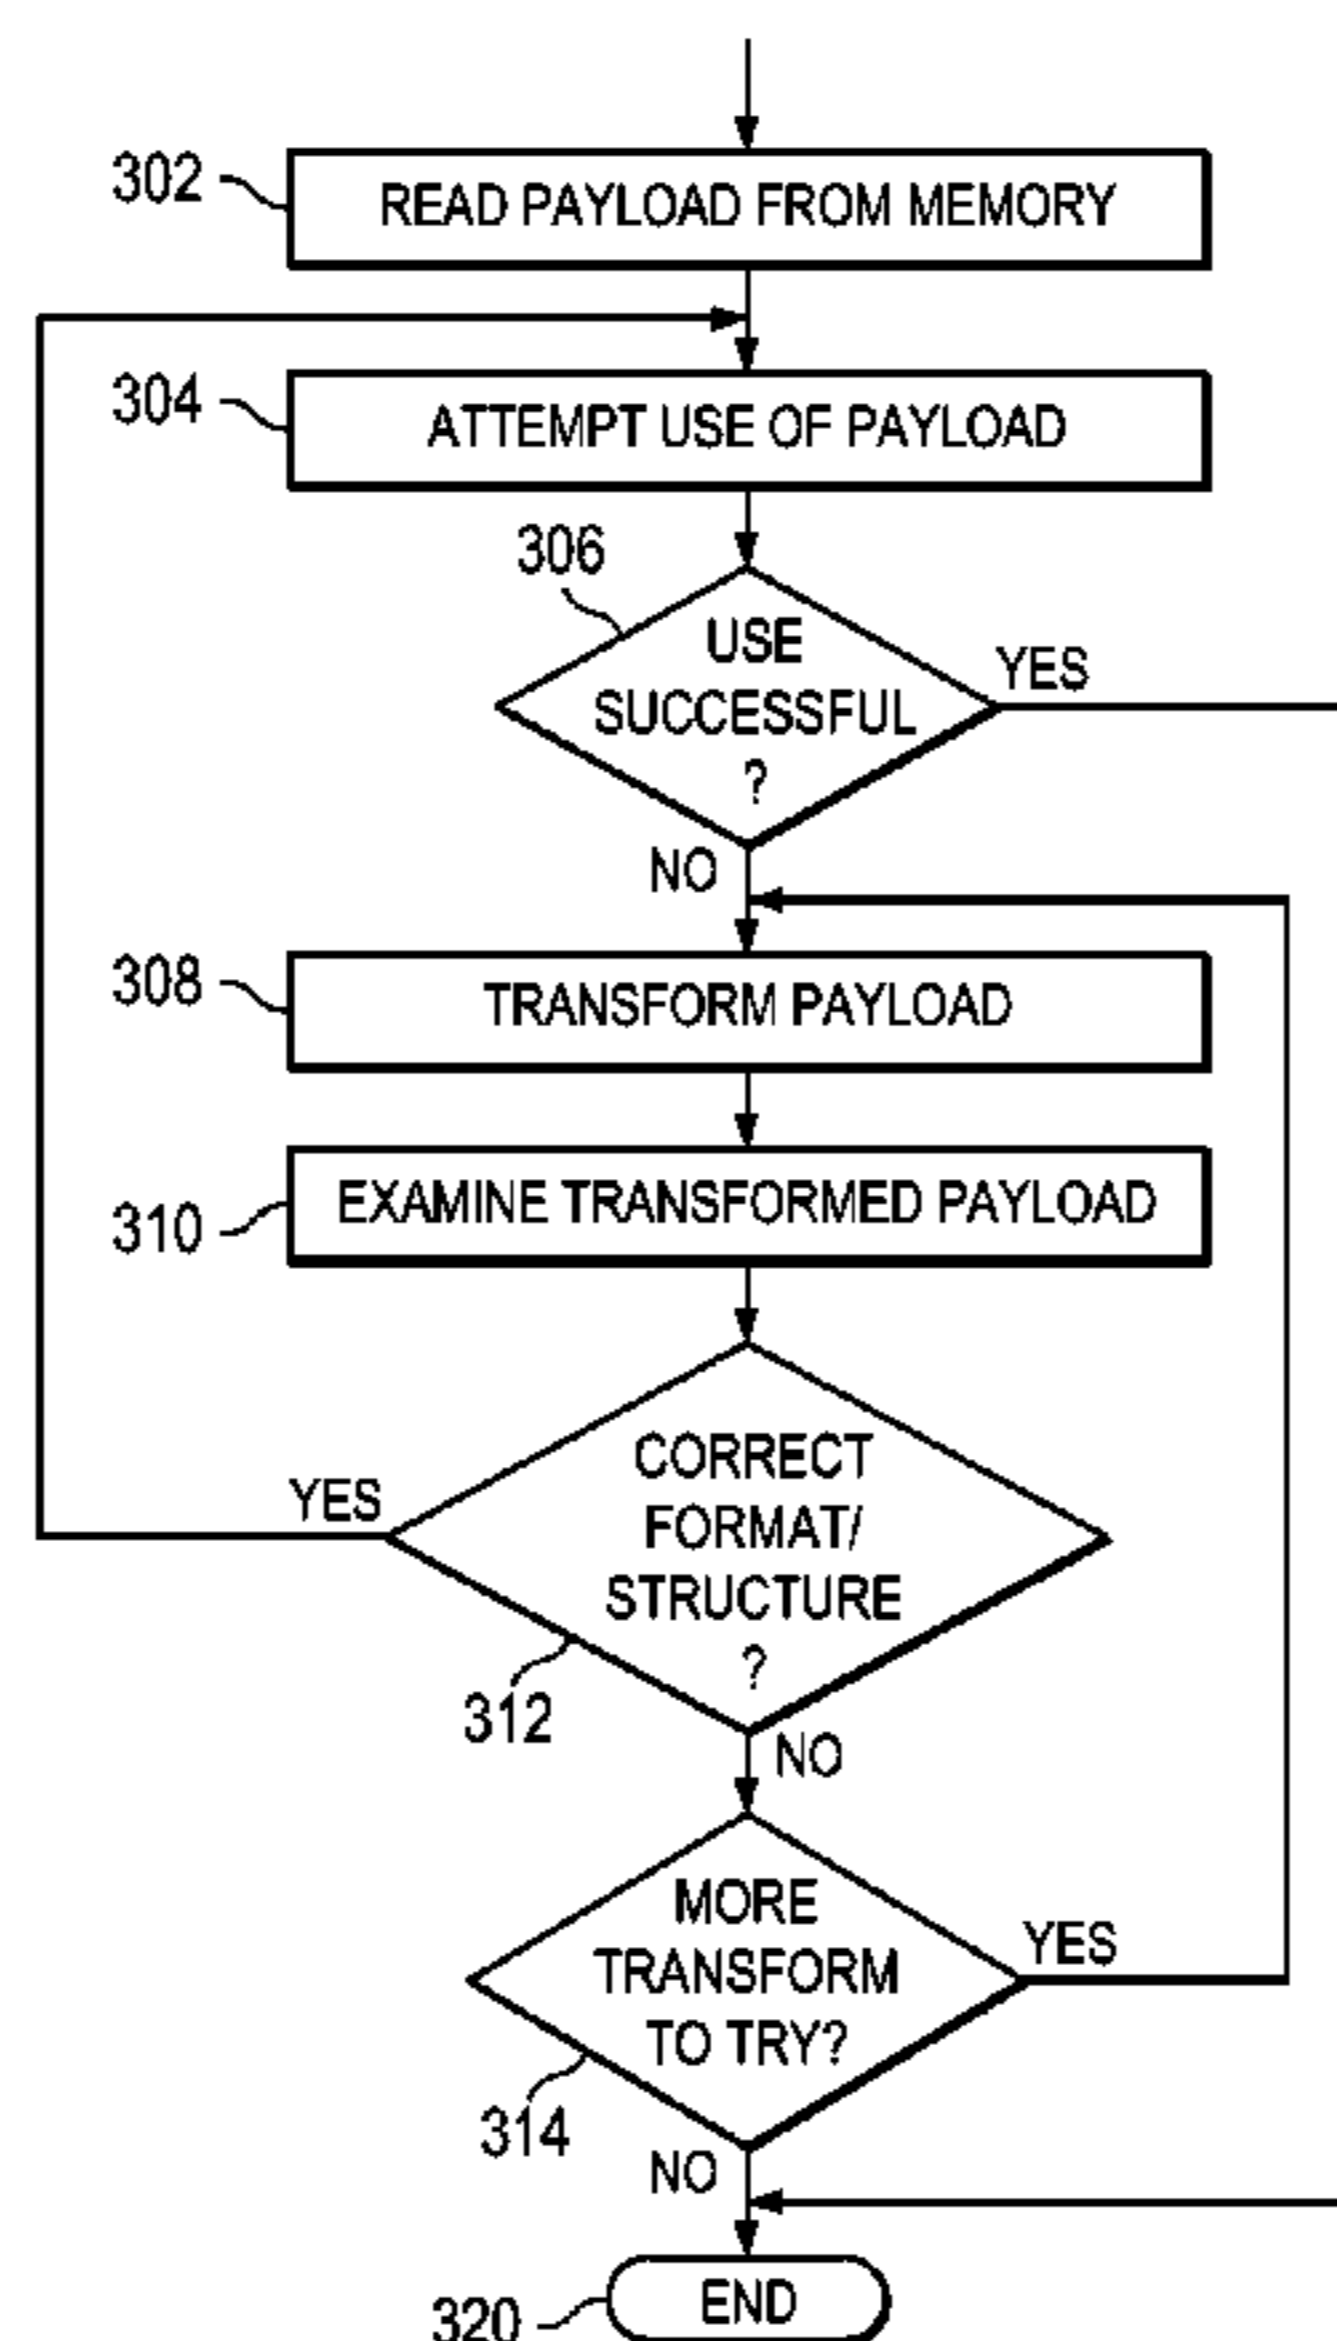 302
READ PAYLOAD FROM MEMORY
304
ATTEMPT USE OF PAYLOAD
306
USE
SUCCESSFUL
?
YES
NO
308
TRANSFORM PAYLOAD
310
EXAMINE TRANSFORMED PAYLOAD
CORRECT
FORMAT/
STRUCTURE
?
YES
312
NO
MORE
TRANSFORM
TO TRY?
YES
314
NO
END
320